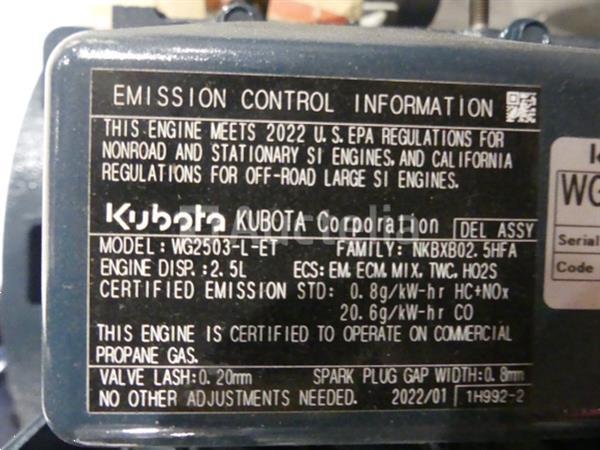 EMISSION CONTROL INFORMATION
THIS ENGINE MEETS 2022 U.S. EPA REGULATIONS FOR
NONROAD AND STATIONARY SI ENGINES, AND CALIFORNIA
REGULATIONS FOR OFF-ROAD LARGE SI ENGINES.
Kubota KUBOTA Corporation DEL ASSY
MODEL: WG2503-L-ET FAMILY: NKBXB02.5HFA
ENGINE DISP.: 2.5L ECS: EM, ECM, MIX, TWC, HO2S
CERTIFIED EMISSION STD: 0.8g/kW-hr HC+NOx
20.6g/kW-hr CO
THIS ENGINE IS CERTIFIED TO OPERATE ON COMMERCIAL
PROPANE GAS.
VALVE LASH: 0.20mm SPARK PLUG GAP WIDTH: 0.8mm
NO OTHER ADJUSTMENTS NEEDED. 2022/01 1H992-2
WG
Serial
Code
Auctelia